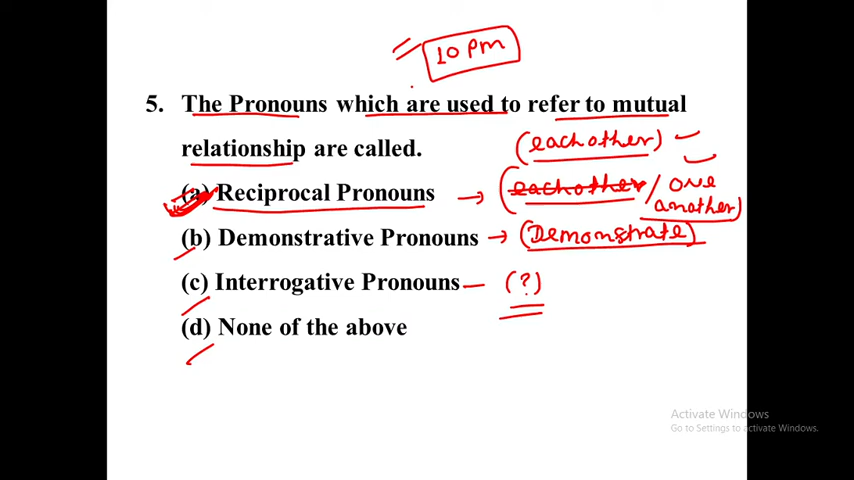 = 10 pm
5. The Pronouns which are used to refer to mutual
relationship are called.
(each other)
(a) Reciprocal Pronouns → (each other / one
another)
(b) Demonstrative Pronouns → (Demonstrate)
(c) Interrogative Pronouns – (?)
(d) None of the above
Activate Windows
Go to Settings to activate Windows.